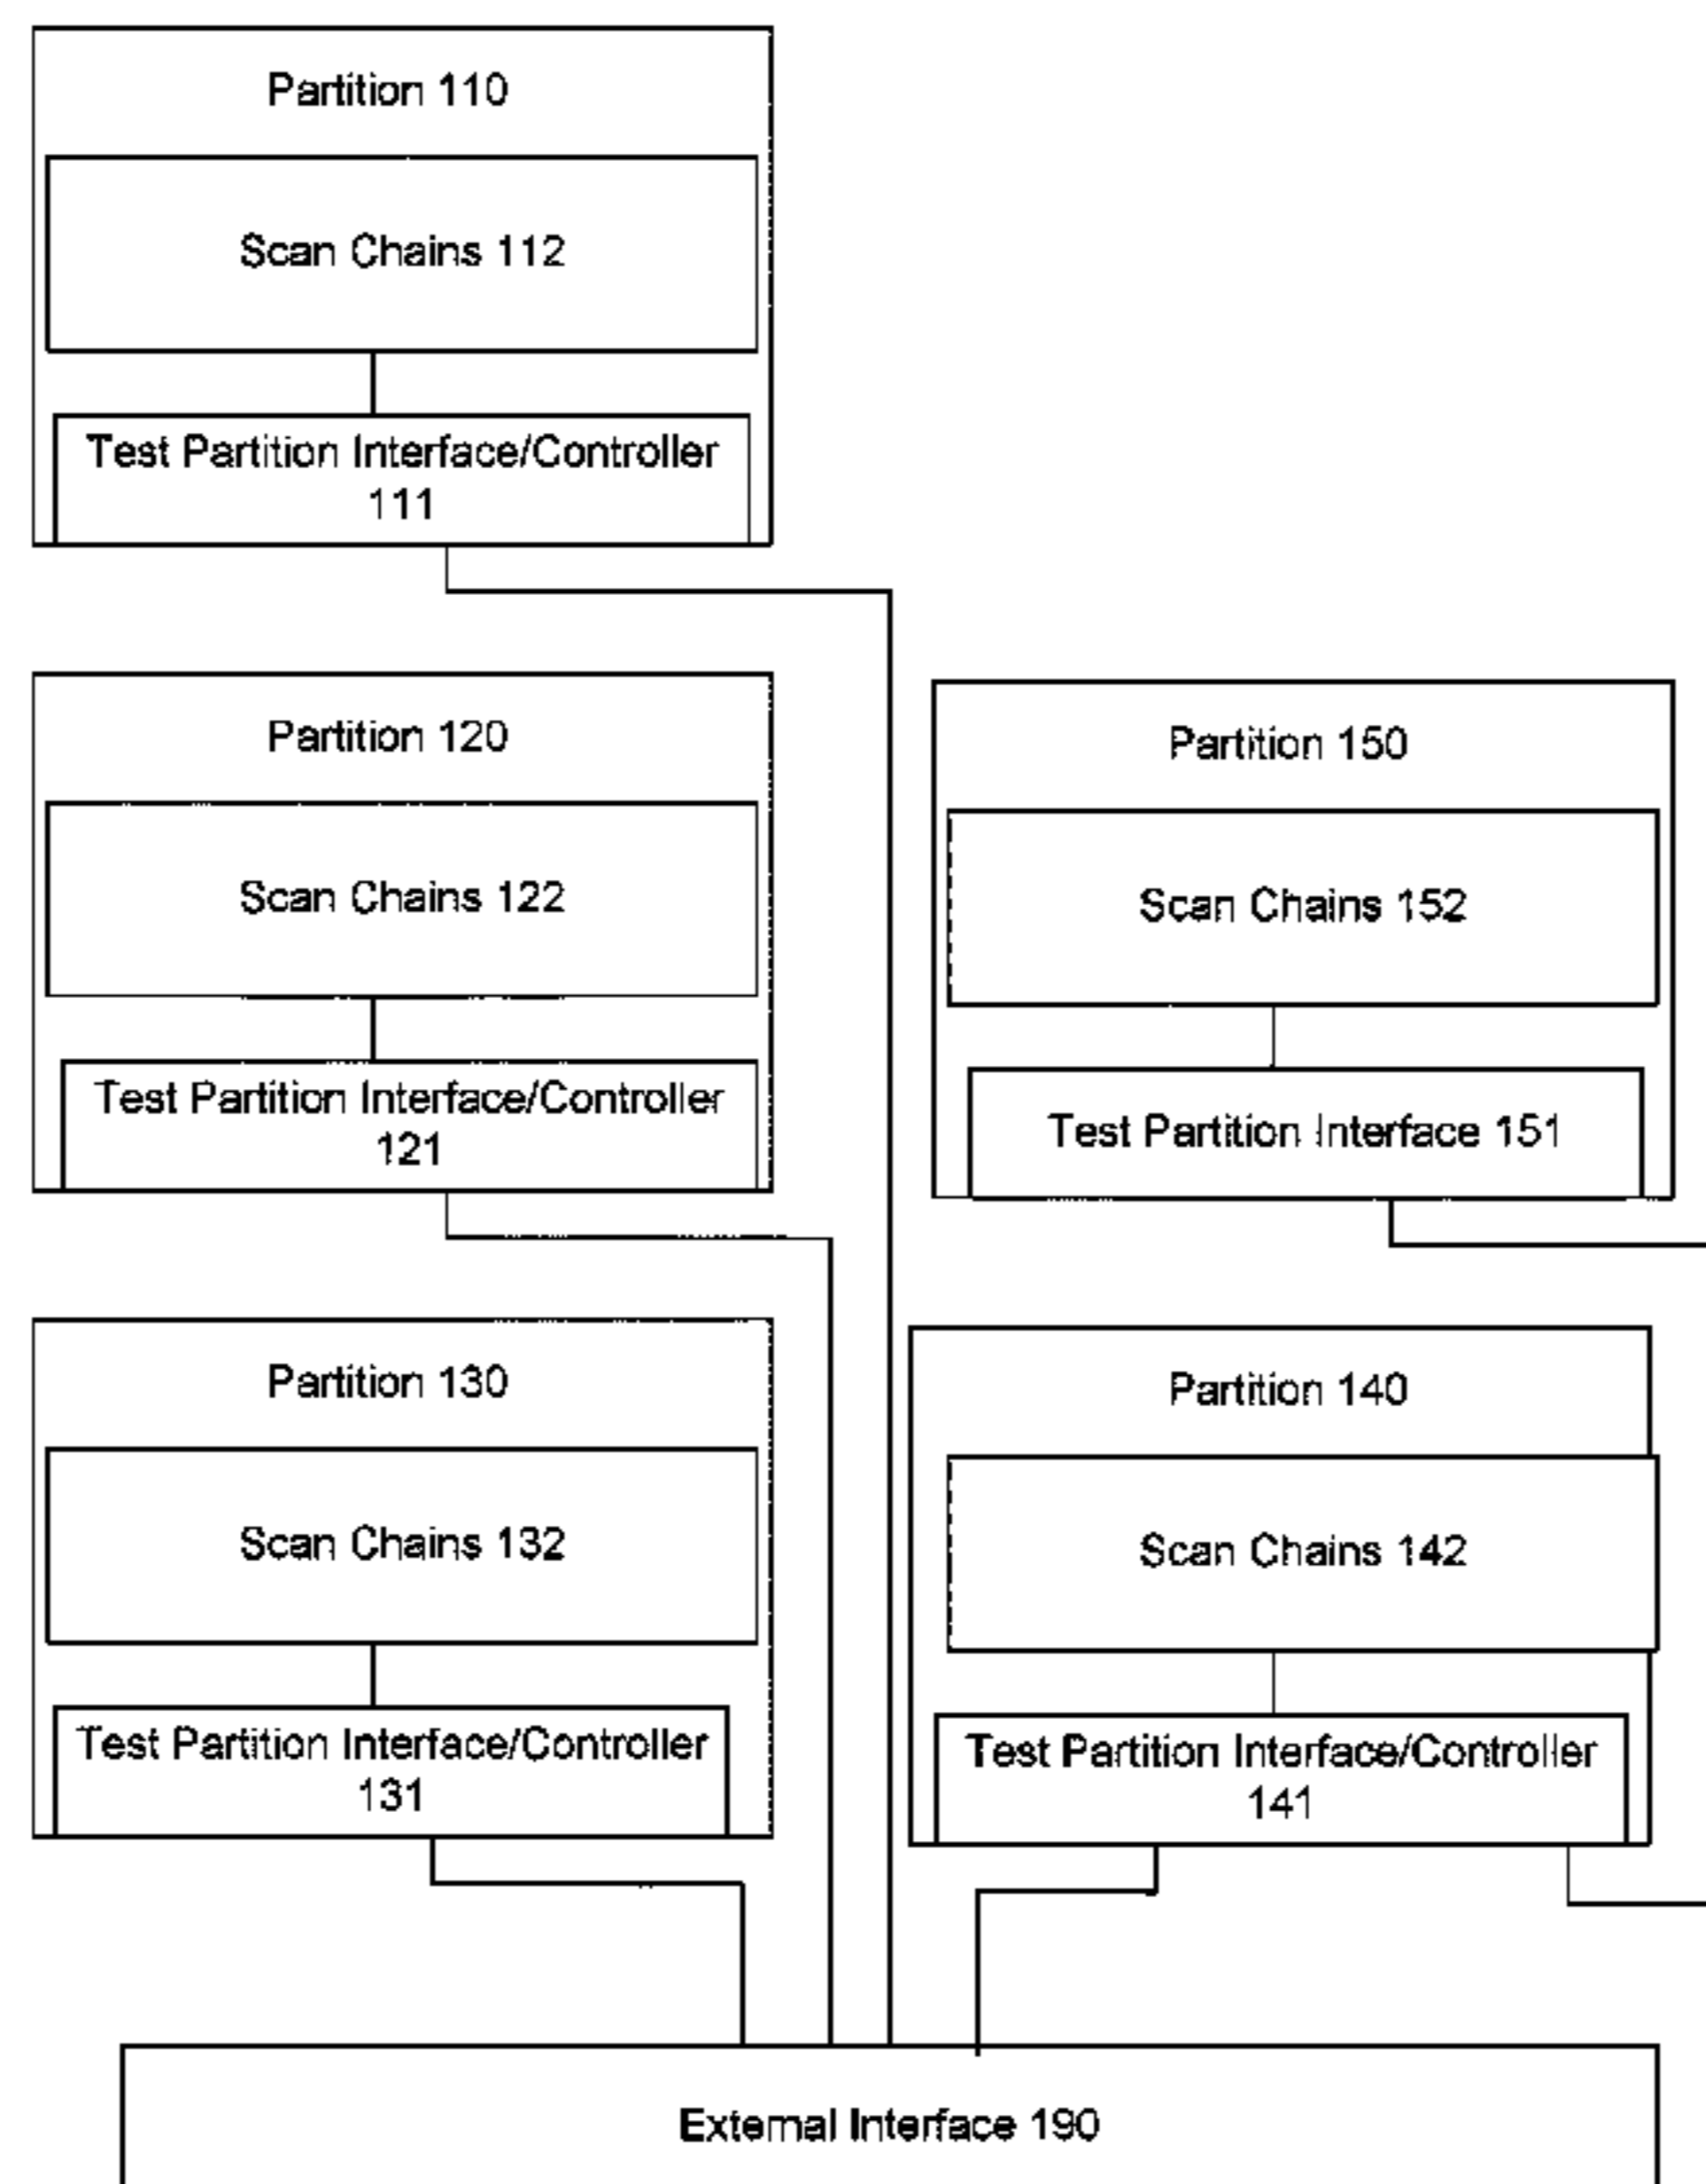 Partition 110
Scan Chains 112
Test Partition Interface/Controller
111
Partition 120
Scan Chains 122
Test Partition Interface/Controller
121
Partition 150
Scan Chains 152
Test Partition Interface 151
Partition 130
Scan Chains 132
Test Partition Interface/Controller
131
Partition 140
Scan Chains 142
Test Partition Interface/Controller
141
External Interface 190